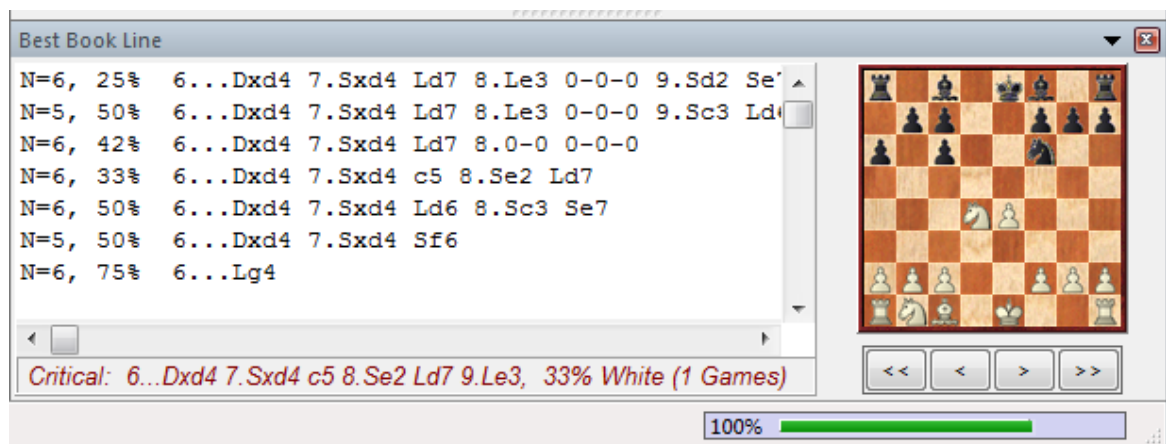 Best Book Line
N=6, 25% 6...Dxd4 7.Sxd4 Ld7 8.Le3 0-0-0 9.Sd2 Se7
N=5, 50% 6...Dxd4 7.Sxd4 Ld7 8.Le3 0-0-0 9.Sc3 Ld6
N=6, 42% 6...Dxd4 7.Sxd4 Ld7 8.0-0 0-0-0
N=6, 33% 6...Dxd4 7.Sxd4 c5 8.Se2 Ld7
N=6, 50% 6...Dxd4 7.Sxd4 Ld6 8.Sc3 Se7
N=5, 50% 6...Dxd4 7.Sxd4 Sf6
N=6, 75% 6...Lg4
Critical: 6...Dxd4 7.Sxd4 c5 8.Se2 Ld7 9.Le3, 33% White (1 Games)
<< < > >>
100%